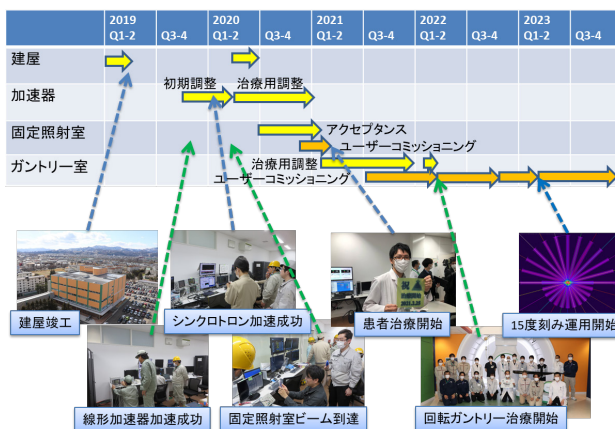 2019 2020 2021 2022 2023
Q1-2 Q3-4 Q1-2 Q3-4 Q1-2 Q3-4 Q1-2 Q3-4 Q1-2 Q3-4
建屋
加速器
初期調整 治療用調整
固定照射室
アクセプタンス
ユーザーコミッショニング
ガントリー室
治療用調整
ユーザーコミッショニング
建屋竣工
シンクロトロン加速成功
患者治療開始
15度刻み運用開始
線形加速器加速成功
固定照射室ビーム到達
回転ガントリー治療開始